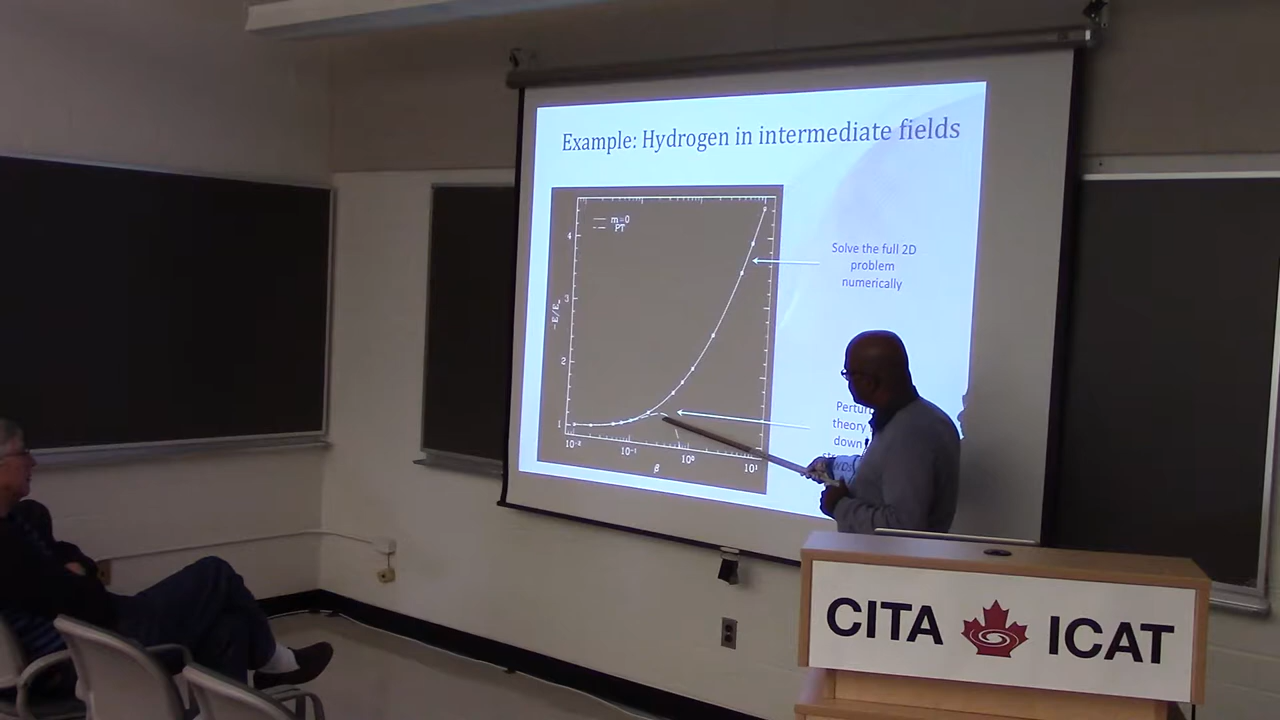 Example: Hydrogen in intermediate fields
m=0
PT
4
3
2
1
-E/E∞
10⁻²
10⁻¹
10⁰
10¹
β
Solve the full 2D
problem
numerically
theory
down
CITA ICAT